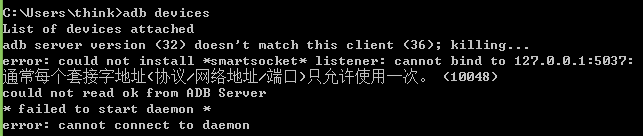 C:\Users\think>adb devices
List of devices attached
adb server version (32) doesn't match this client (36); killing...
error: could not install *smartsocket* listener: cannot bind to 127.0.0.1:5037:
通常每个套接字地址(协议/网络地址/端口)只允许使用一次。 (10048)
could not read ok from ADB Server
* failed to start daemon *
error: cannot connect to daemon